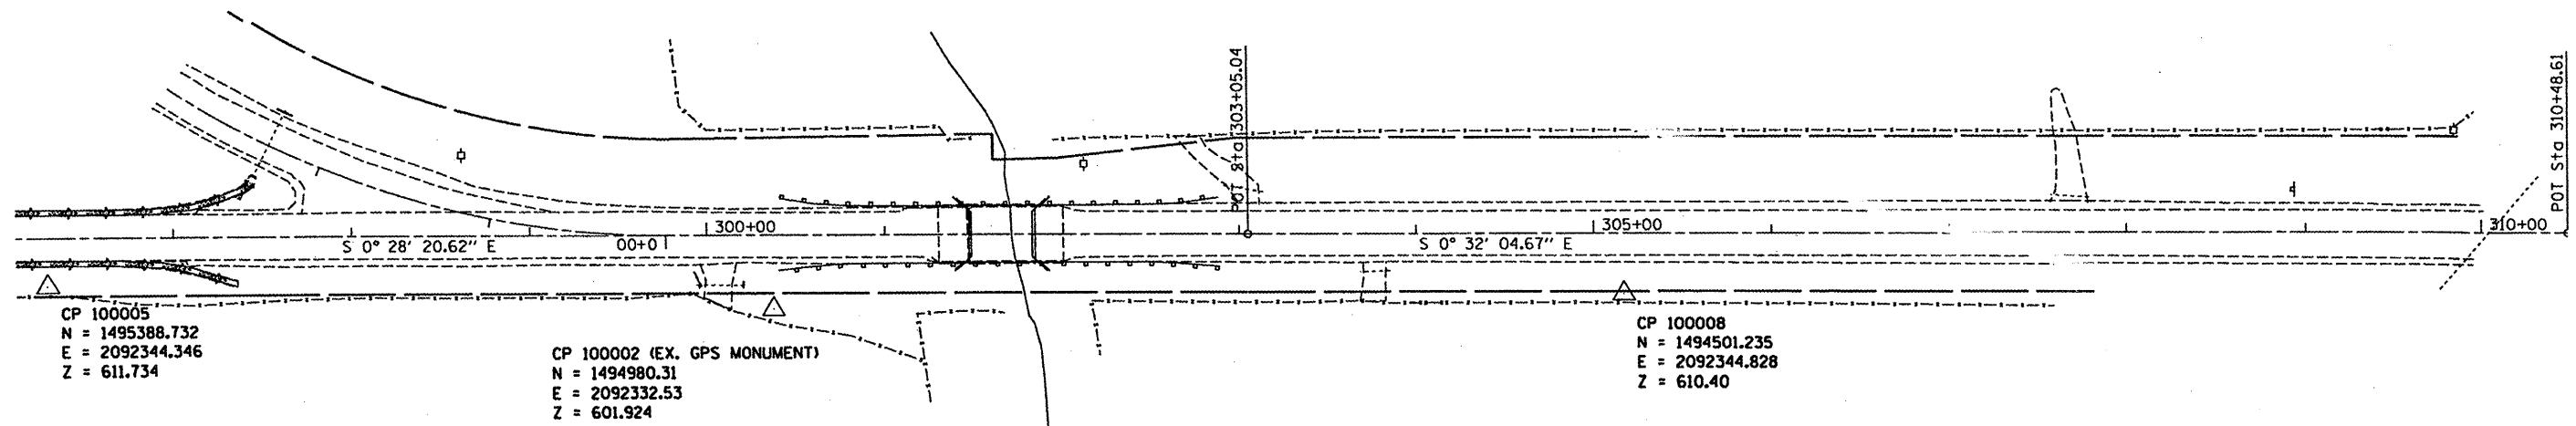 POT Sta 303+05.04
POT Sta 310+48.61
300+00
305+00
310+00
S 0° 28' 20.62" E
00+0
S 0° 32' 04.67" E
CP 100005
N = 1495388.732
E = 2092344.346
Z = 611.734
CP 100002 (EX. GPS MONUMENT)
N = 1494980.31
E = 2092332.53
Z = 601.924
CP 100008
N = 1494501.235
E = 2092344.828
Z = 610.40